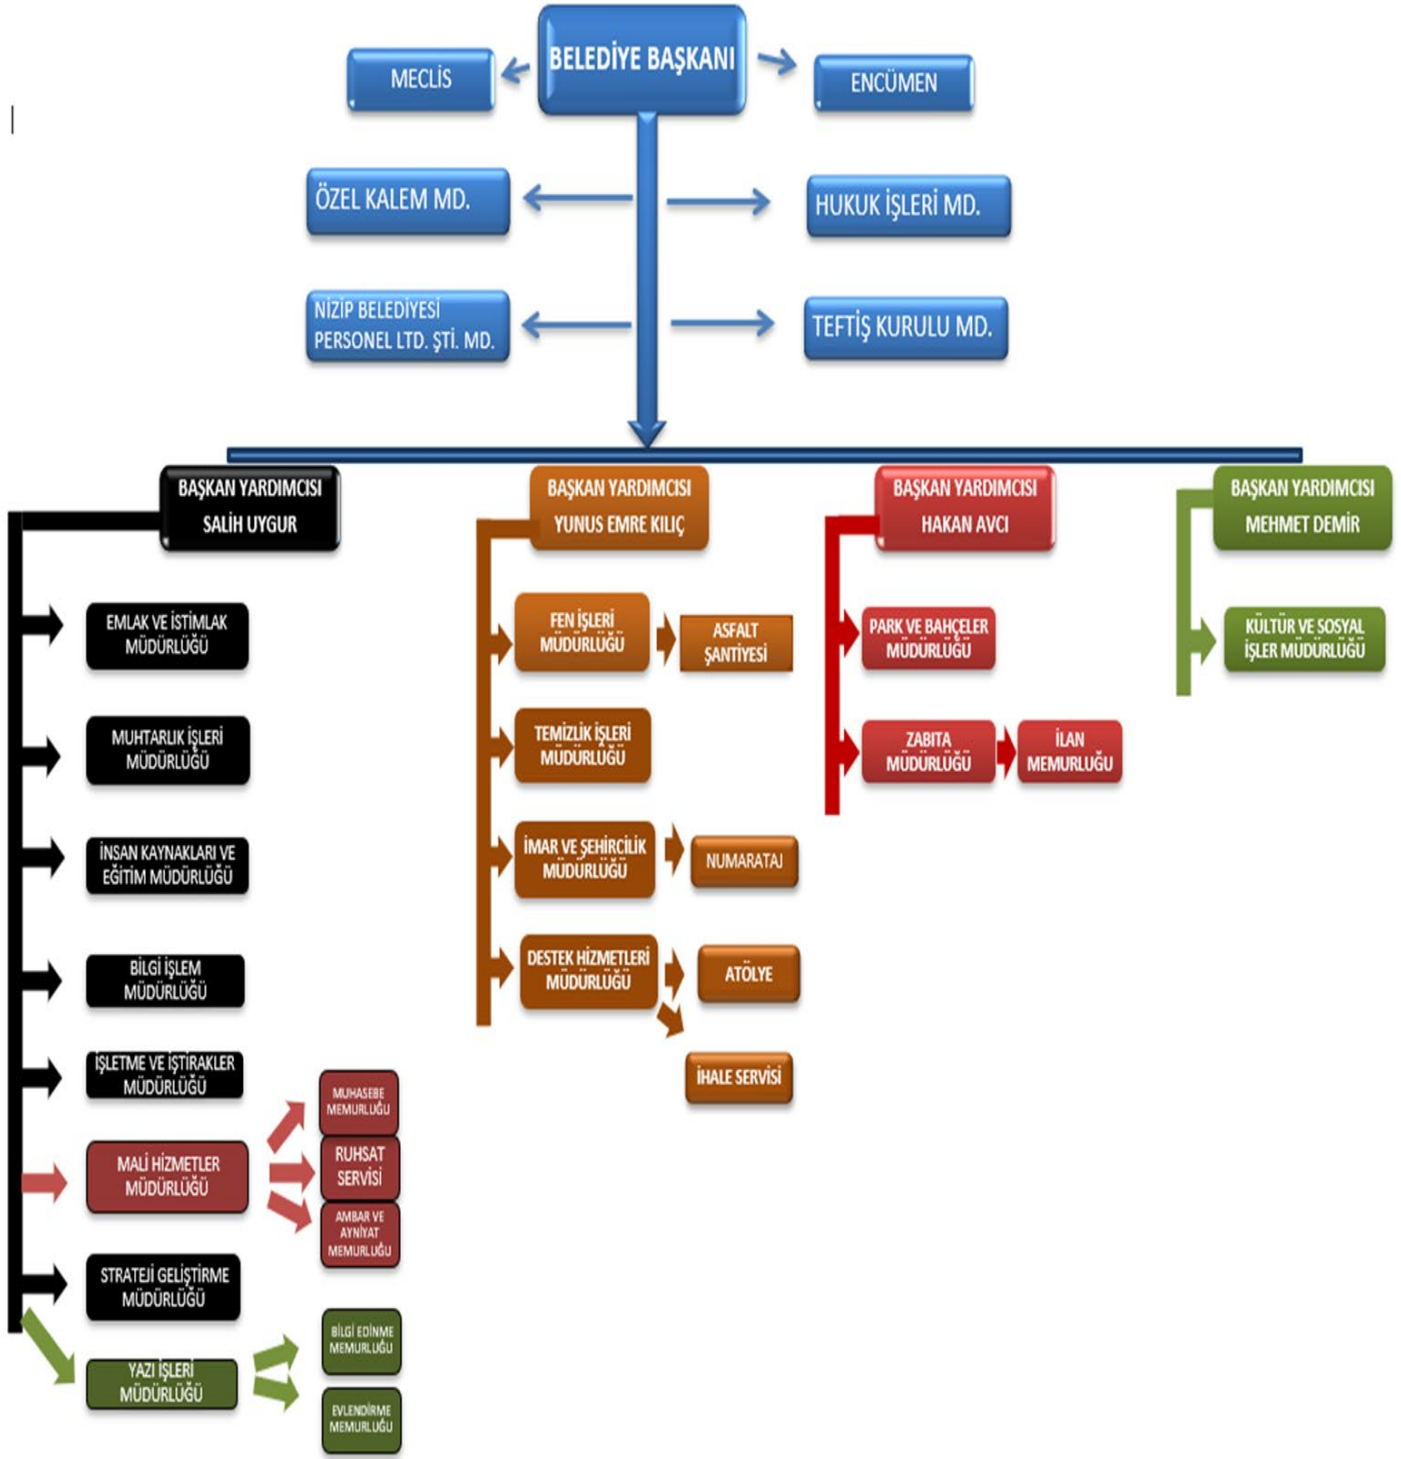 BELEDİYE BAŞKANI
MECLİS
ENCÜMEN
ÖZEL KALEM MD.
HUKUK İŞLERİ MD.
NİZİP BELEDİYESİ
PERSONEL LTD. ŞTİ. MD.
TEFTİŞ KURULU MD.
BAŞKAN YARDIMCISI
SALİH UYGUR
EMLAK VE İSTİMLAK
MÜDÜRLÜĞÜ
MUHTARLIK İŞLERİ
MÜDÜRLÜĞÜ
İNSAN KAYNAKLARI VE
EĞİTİM MÜDÜRLÜĞÜ
BİLGİ İŞLEM
MÜDÜRLÜĞÜ
İŞLETME VE İŞTİRAKLER
MÜDÜRLÜĞÜ
MALİ HİZMETLER
MÜDÜRLÜĞÜ
MUHASEBE
MEMURLUĞU
RUHSAT
SERVİSİ
AMBAR VE
AYNİYAT
MEMURLUĞU
STRATEJİ GELİŞTİRME
MÜDÜRLÜĞÜ
YAZI İŞLERİ
MÜDÜRLÜĞÜ
BİLGİ EDİNME
MEMURLUĞU
EVLENDİRME
MEMURLUĞU
BAŞKAN YARDIMCISI
YUNUS EMRE KILIÇ
FEN İŞLERİ
MÜDÜRLÜĞÜ
ASFALT
ŞANTİYESİ
TEMİZLİK İŞLERİ
MÜDÜRLÜĞÜ
İMAR VE ŞEHİRCİLİK
MÜDÜRLÜĞÜ
NUMARATAJ
DESTEK HİZMETLERİ
MÜDÜRLÜĞÜ
ATÖLYE
İHALE SERVİSİ
BAŞKAN YARDIMCISI
HAKAN AVCI
PARK VE BAHÇELER
MÜDÜRLÜĞÜ
ZABITA
MÜDÜRLÜĞÜ
İLAN
MEMURLUĞU
BAŞKAN YARDIMCISI
MEHMET DEMİR
KÜLTÜR VE SOSYAL
İŞLER MÜDÜRLÜĞÜ